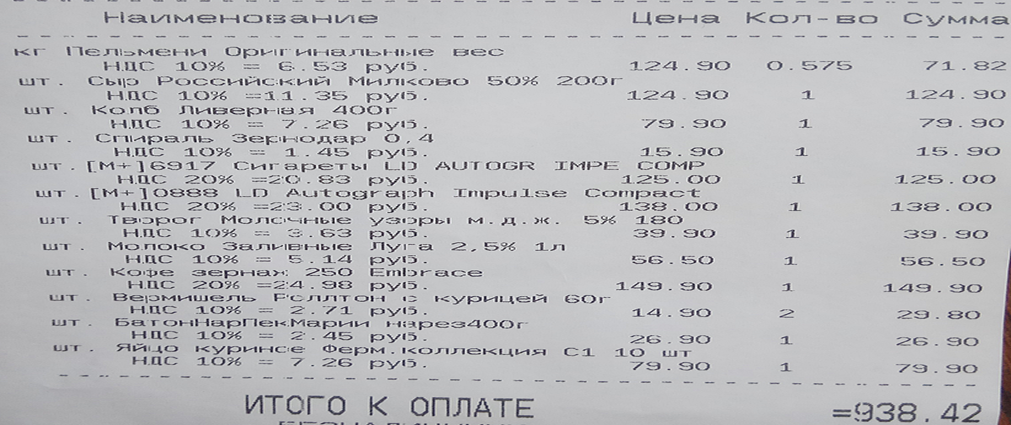 Наименование Цена Кол-во Сумма
кг Пельмени Оригинальные вес
НДС 10% = 6.53 руб. 124.90 0.575 71.82
шт. Сыр Российский Милково 50% 200г
НДС 10% =11.35 руб. 124.90 1 124.90
шт. Колб Ливерная 400г
НДС 10% = 7.26 руб. 79.90 1 79.90
шт. Спираль Зернодар 0,4
НДС 10% = 1.45 руб. 15.90 1 15.90
шт.[М+]6917 Сигареты LD AUTOGR IMPE COMP
НДС 20% =20.83 руб. 125.00 1 125.00
шт.[М+]0888 LD Autograph Impulse Compact
НДС 20% =23.00 руб. 138.00 1 138.00
шт. Творог Молочные узоры м.д.ж. 5% 180
НДС 10% = 3.63 руб. 39.90 1 39.90
шт. Молоко Заливные Луга 2,5% 1л
НДС 10% = 5.14 руб. 56.50 1 56.50
шт. Кофе зернах 250 Embrace
НДС 20% =24.98 руб. 149.90 1 149.90
шт. Вермишель Роллтон с курицей 60г
НДС 10% = 2.71 руб. 14.90 2 29.80
шт. БатонНарПекМарии нарез400г
НДС 10% = 2.45 руб. 26.90 1 26.90
шт. Яйцо куриное Ферм.коллекция С1 10 шт
НДС 10% = 7.26 руб. 79.90 1 79.90
ИТОГО К ОПЛАТЕ =938.42